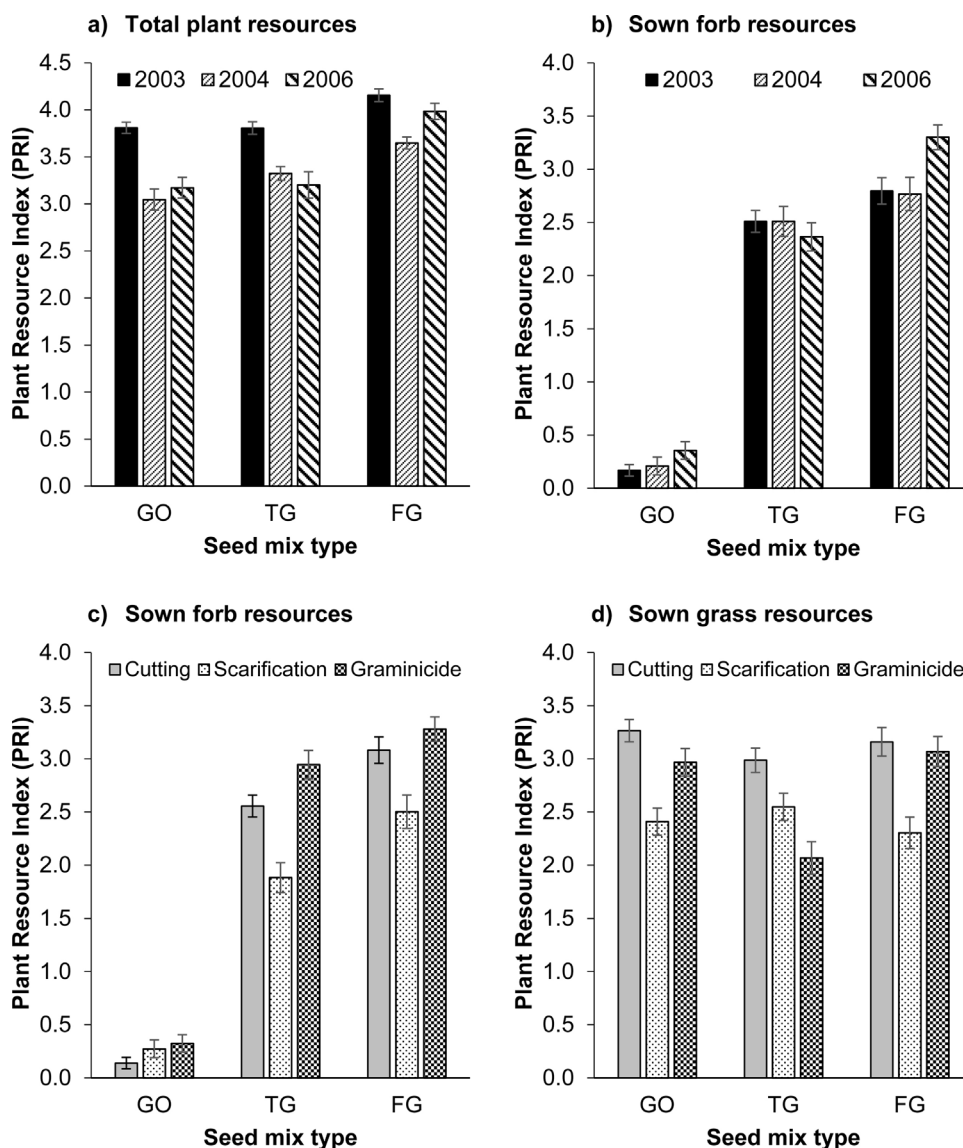 a) Total plant resources
Plant Resource Index (PRI)
4.5
4.0
3.5
3.0
2.5
2.0
1.5
1.0
0.5
0.0
2003 2004 2006
GO TG FG
Seed mix type
b) Sown forb resources
Plant Resource Index (PRI)
4.0
3.5
3.0
2.5
2.0
1.5
1.0
0.5
0.0
2003 2004 2006
GO TG FG
Seed mix type
c) Sown forb resources
Plant Resource Index (PRI)
4.0
3.5
3.0
2.5
2.0
1.5
1.0
0.5
0.0
Cutting Scarification Graminicide
GO TG FG
Seed mix type
d) Sown grass resources
Plant Resource Index (PRI)
4.0
3.5
3.0
2.5
2.0
1.5
1.0
0.5
0.0
Cutting Scarification Graminicide
GO TG FG
Seed mix type